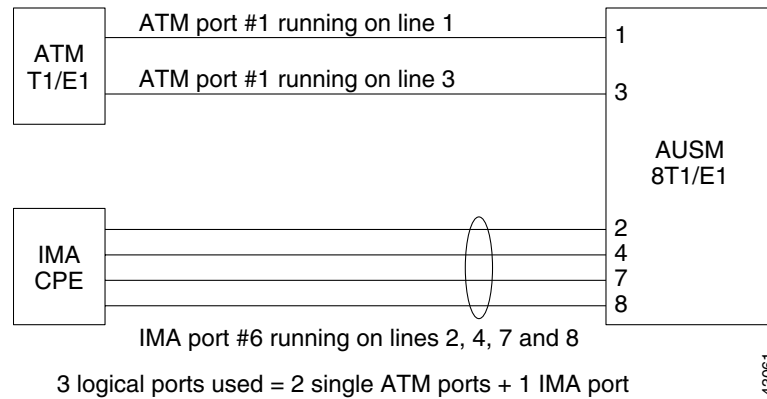 ATM port #1 running on line 1
ATM
T1/E1
1
ATM port #1 running on line 3
3
AUSM
8T1/E1
IMA
CPE
2
4
7
8
IMA port #6 running on lines 2, 4, 7 and 8
3 logical ports used = 2 single ATM ports + 1 IMA port